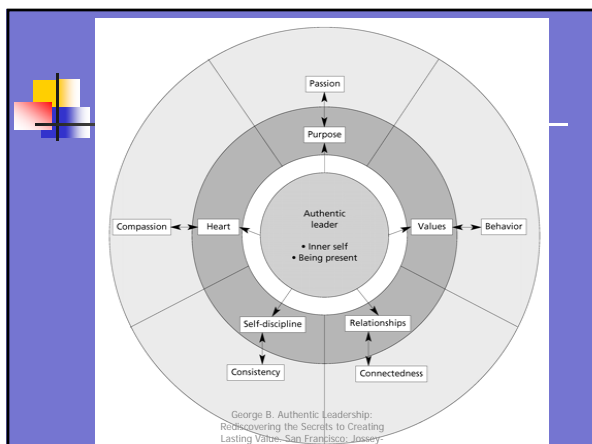 Passion
Purpose
Compassion
Heart
Authentic
leader
• Inner self
• Being present
Values
Behavior
Self-discipline
Relationships
Consistency
Connectedness
George B. Authentic Leadership:
Rediscovering the Secrets to Creating
Lasting Value. San Francisco: Jossey-